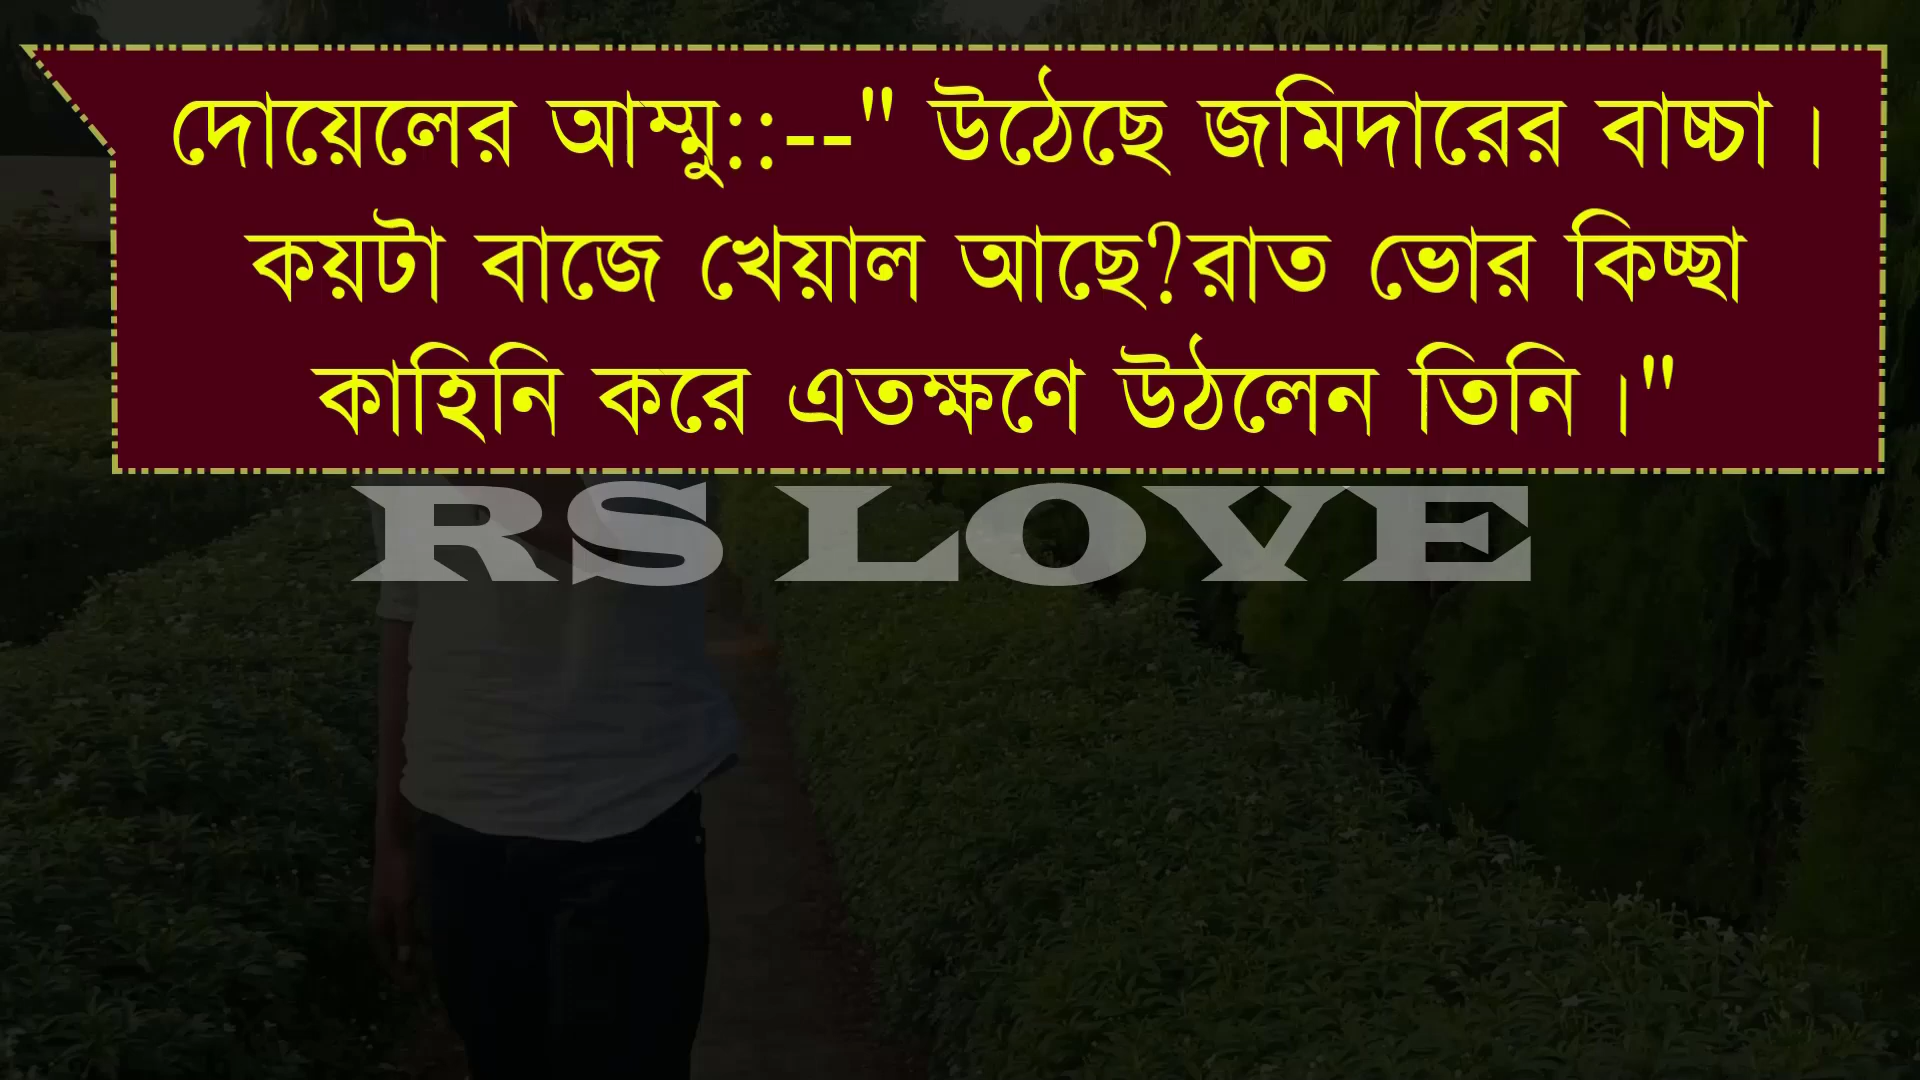 দোয়েলের আম্মু::--" উঠেছে জমিদারের বাচ্চা ।
কয়টা বাজে খেয়াল আছে?রাত ভোর কিচ্ছা
কাহিনি করে এতক্ষণে উঠলেন তিনি ।"
RS LOVE